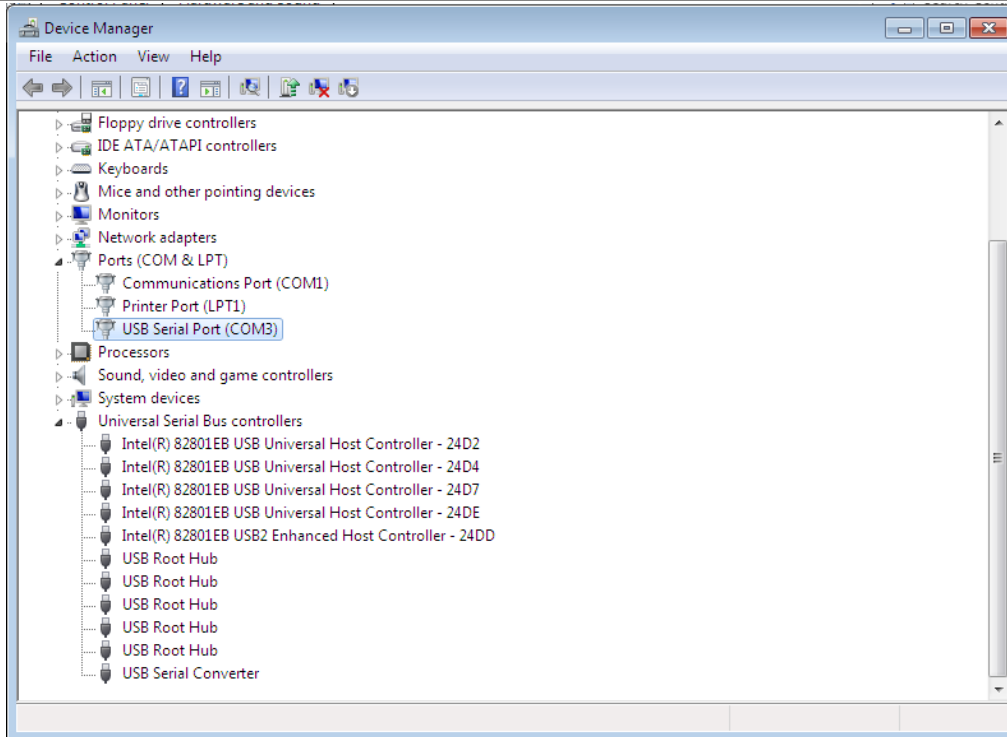 Device Manager
File Action View Help
Floppy drive controllers
IDE ATA/ATAPI controllers
Keyboards
Mice and other pointing devices
Monitors
Network adapters
Ports (COM & LPT)
Communications Port (COM1)
Printer Port (LPT1)
USB Serial Port (COM3)
Processors
Sound, video and game controllers
System devices
Universal Serial Bus controllers
Intel(R) 82801EB USB Universal Host Controller - 24D2
Intel(R) 82801EB USB Universal Host Controller - 24D4
Intel(R) 82801EB USB Universal Host Controller - 24D7
Intel(R) 82801EB USB Universal Host Controller - 24DE
Intel(R) 82801EB USB2 Enhanced Host Controller - 24DD
USB Root Hub
USB Root Hub
USB Root Hub
USB Root Hub
USB Root Hub
USB Serial Converter